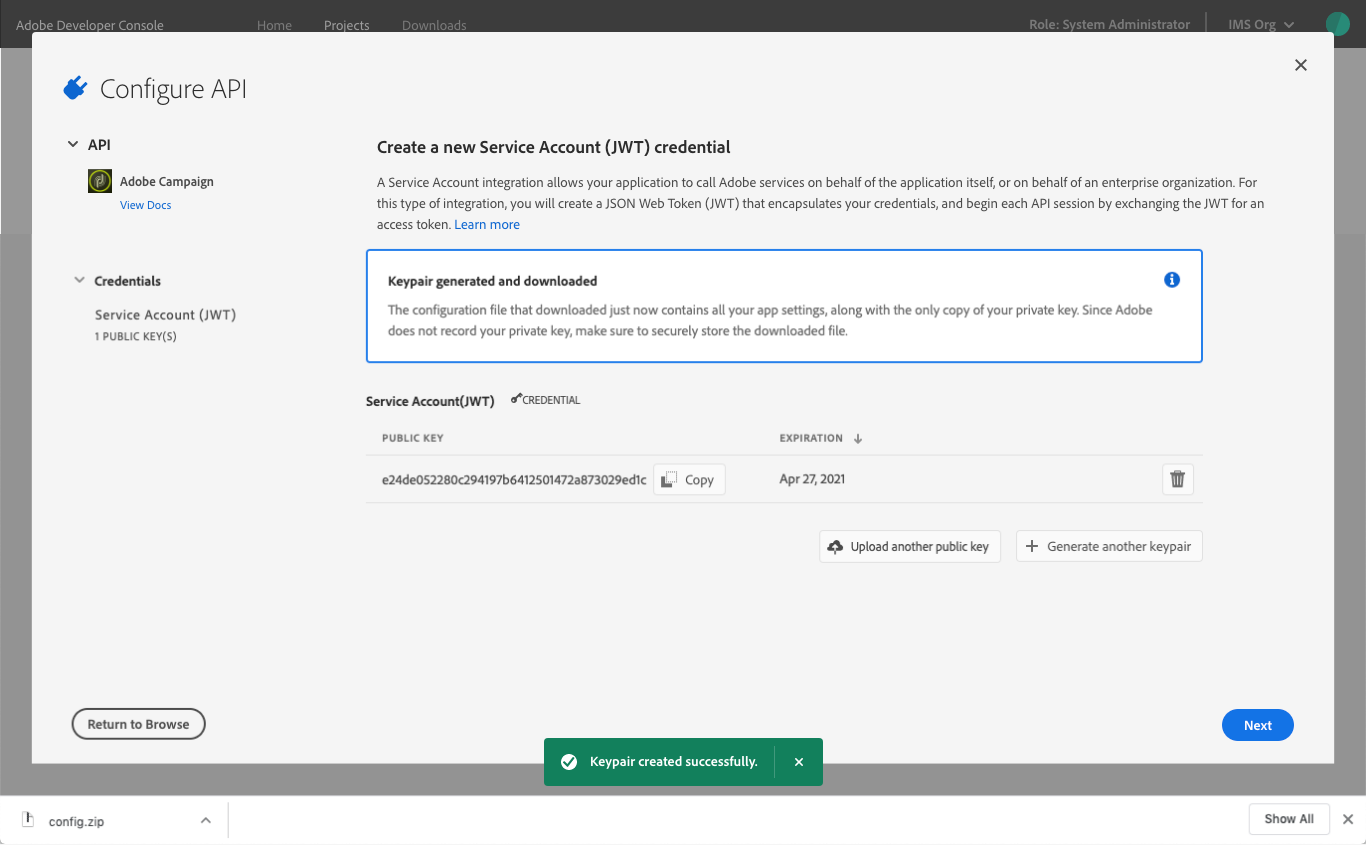 Adobe Developer Console
Home
Projects
Downloads
Role: System Administrator
IMS Org
Configure API
API
Adobe Campaign
View Docs
Credentials
Service Account (JWT)
1 PUBLIC KEY(S)
Create a new Service Account (JWT) credential
A Service Account integration allows your application to call Adobe services on behalf of the application itself, or on behalf of an enterprise organization. For
this type of integration, you will create a JSON Web Token (JWT) that encapsulates your credentials, and begin each API session by exchanging the JWT for an
access token. Learn more
Keypair generated and downloaded
The configuration file that downloaded just now contains all your app settings, along with the only copy of your private key. Since Adobe
does not record your private key, make sure to securely store the downloaded file.
Service Account(JWT)
CREDENTIAL
PUBLIC KEY
EXPIRATION
e24de052280c294197b6412501472a873029ed1c
Copy
Apr 27, 2021
Upload another public key
Generate another keypair
Return to Browse
Next
Keypair created successfully.
config.zip
Show All